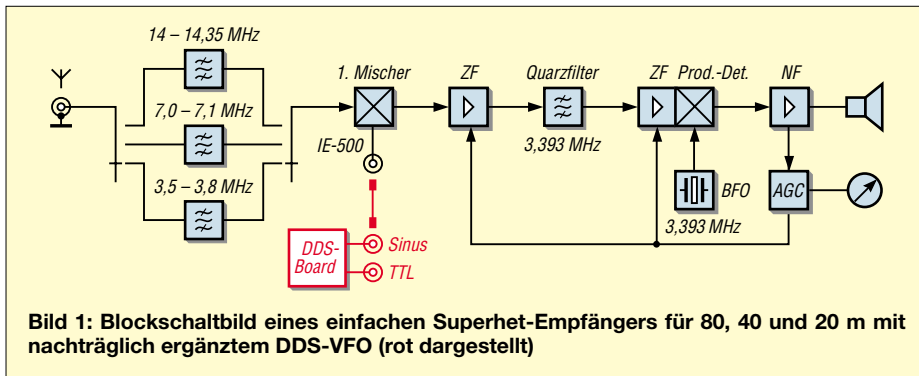 14 – 14,35 MHz
7,0 – 7,1 MHz
3,5 – 3,8 MHz
1. Mischer
IE-500
ZF
Quarzfilter
3,393 MHz
ZF Prod.-Det.
NF
BFO
3,393 MHz
AGC
DDS-
Board
Sinus
TTL
Bild 1: Blockschaltbild eines einfachen Superhet-Empfängers für 80, 40 und 20 m mit
nachträglich ergänztem DDS-VFO (rot dargestellt)